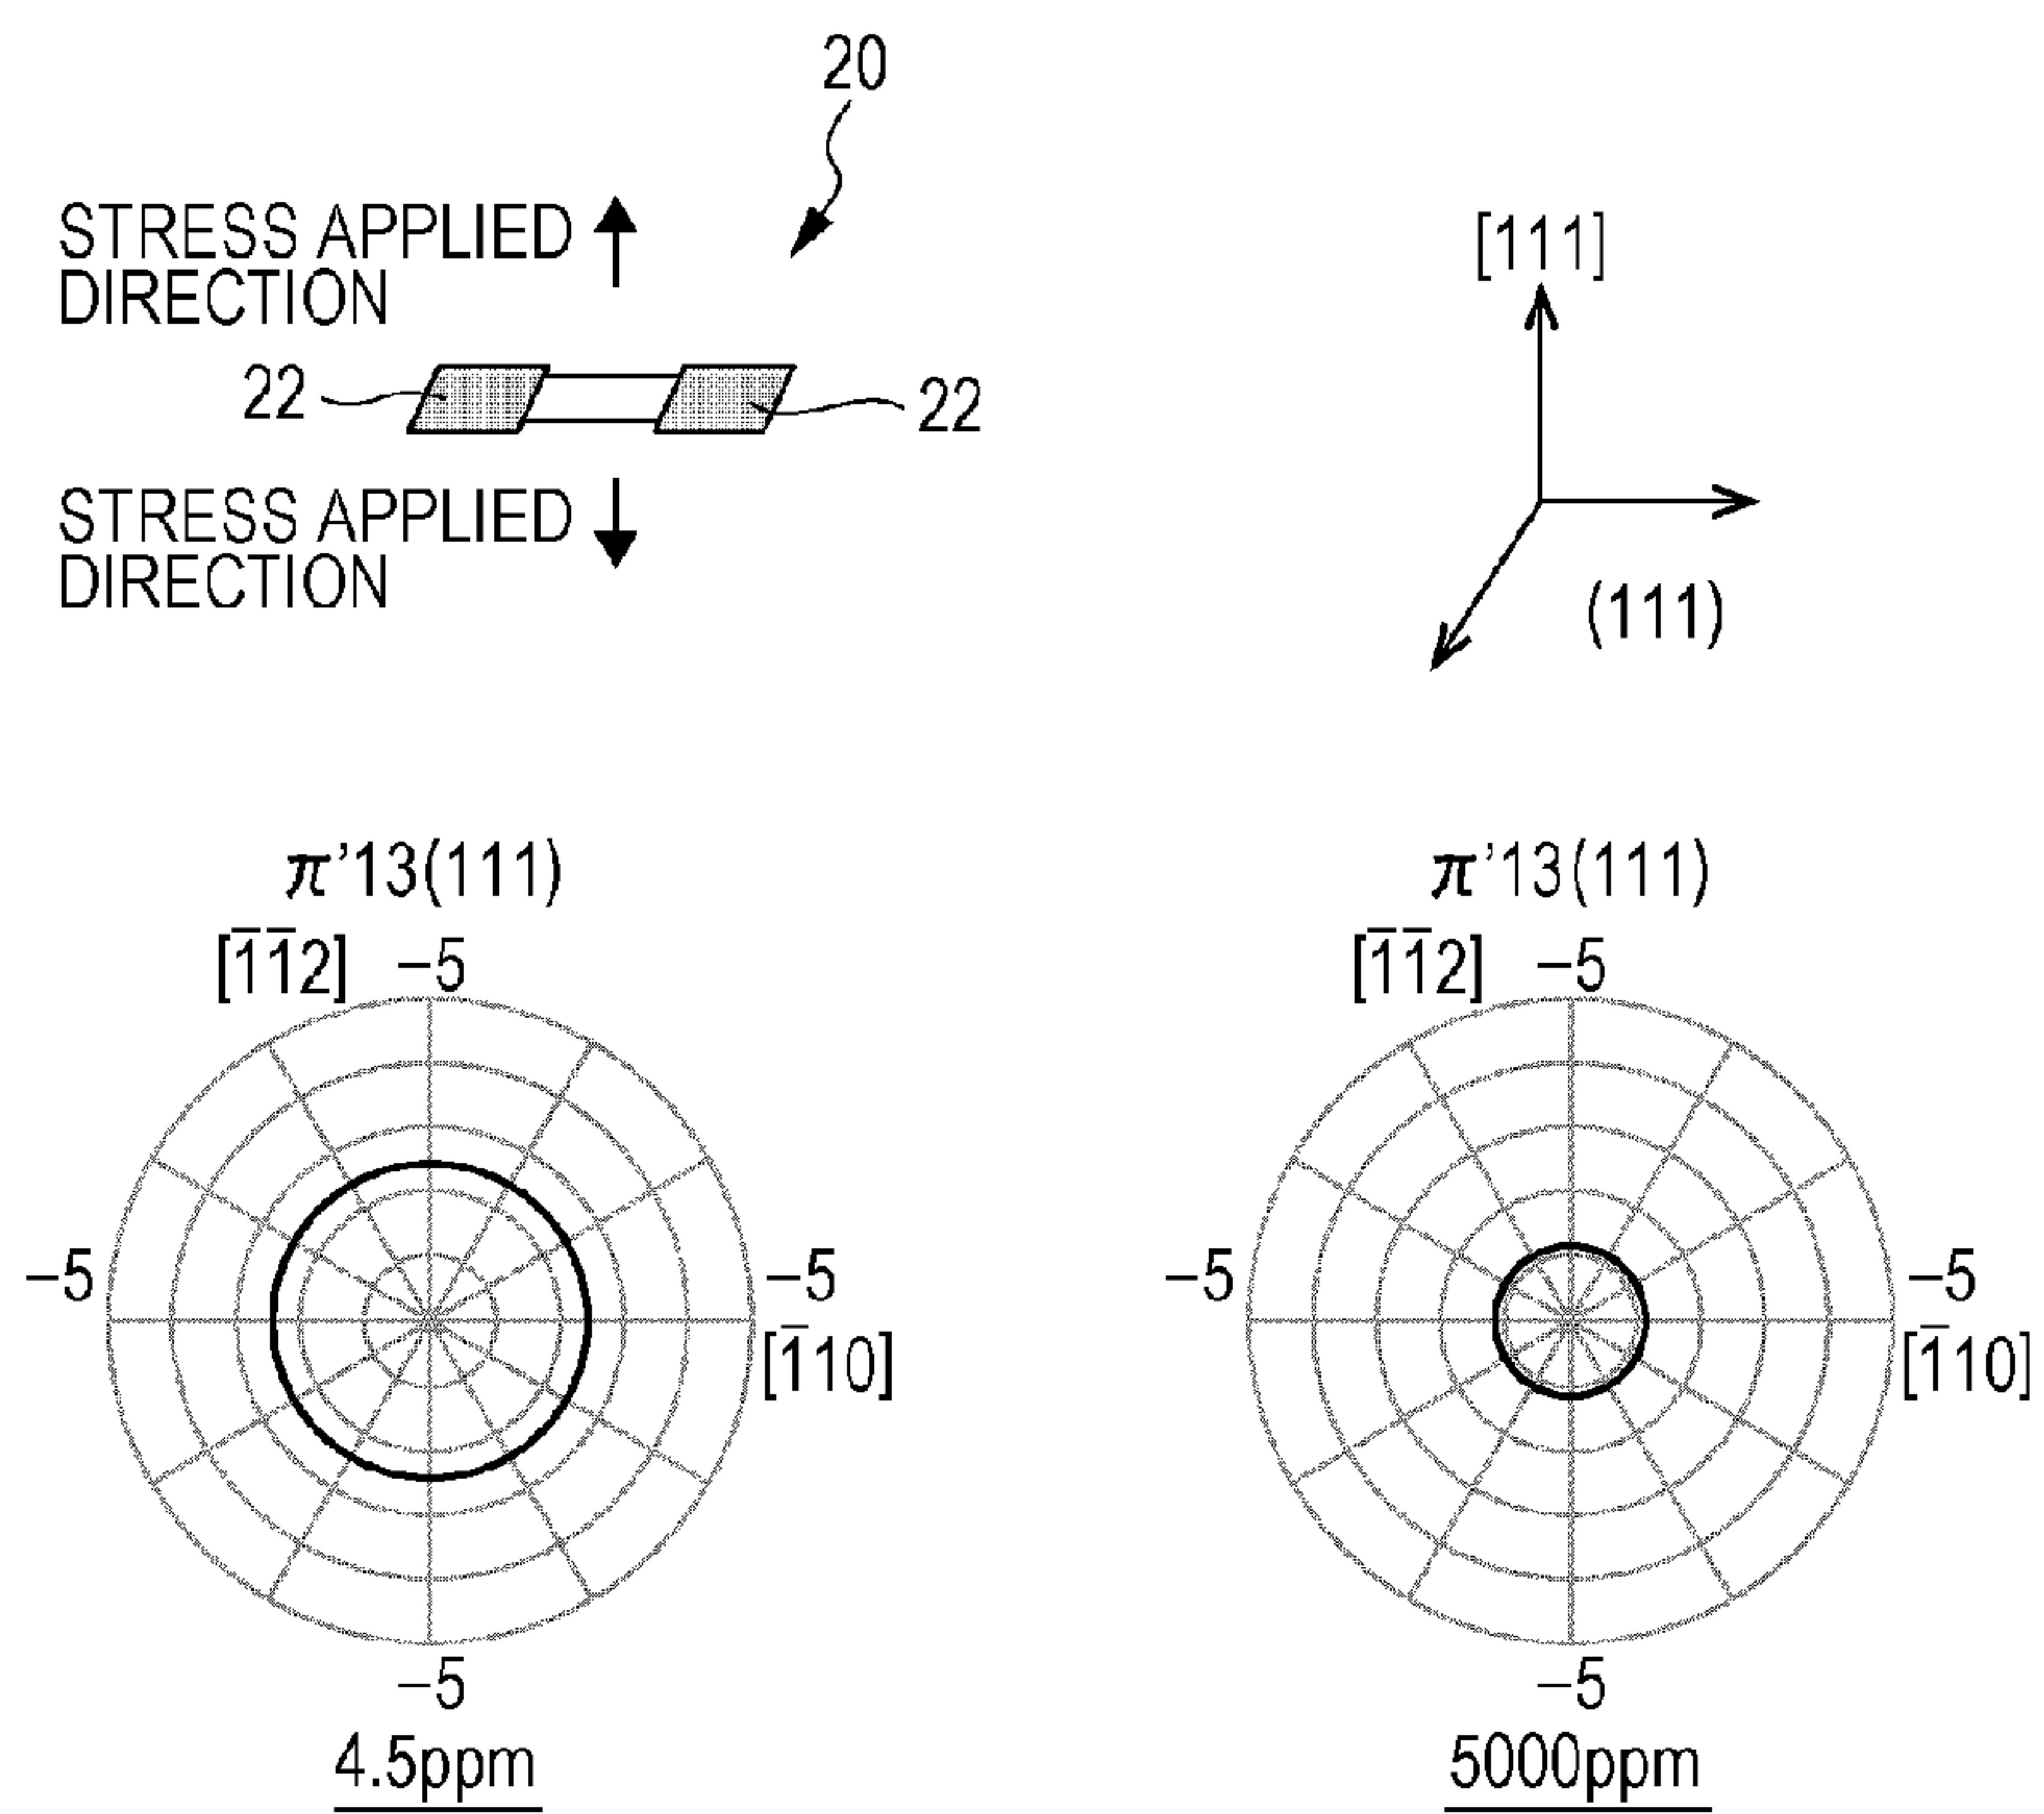 20
STRESS APPLIED
DIRECTION
[111]
22
22
STRESS APPLIED
DIRECTION
(111)
π'13(111)
[1̅1̅2] –5
–5
–5
[1̅10]
–5
4.5ppm
π'13(111)
[1̅1̅2] –5
–5
–5
[1̅10]
–5
5000ppm